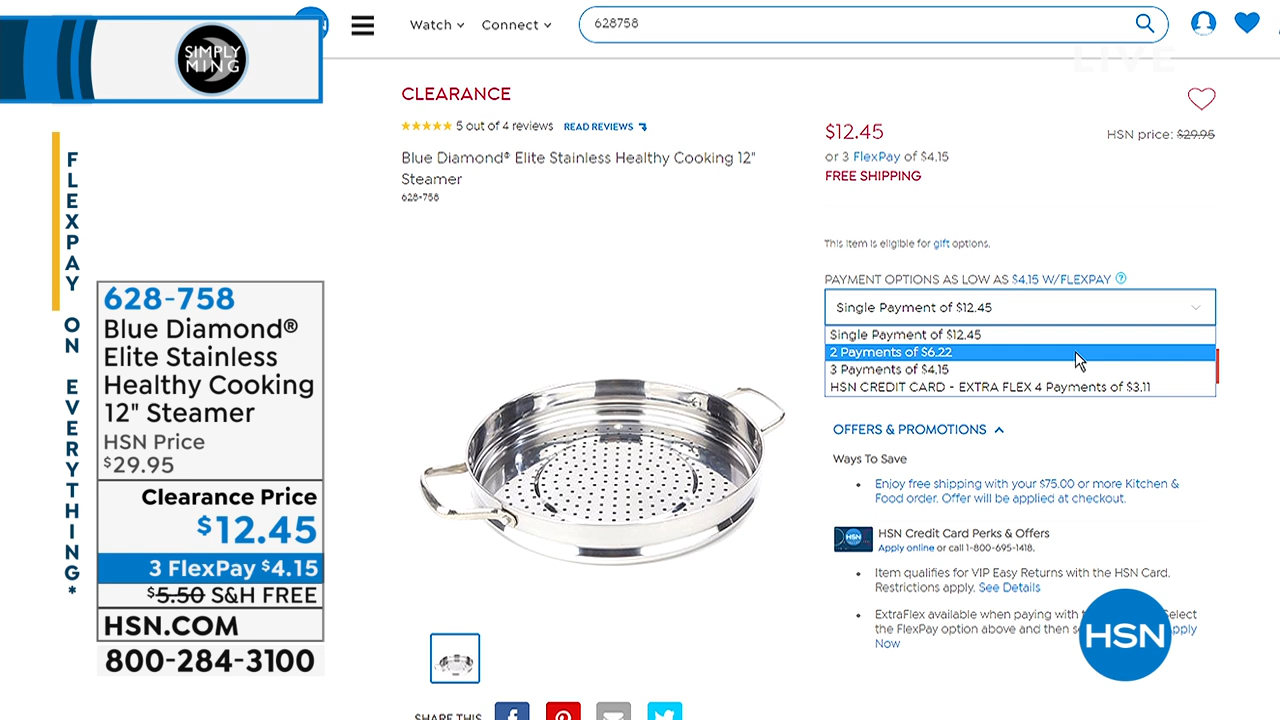 SIMPLY
MING
FLEXPAY ON EVERYTHING*
628-758
Blue Diamond®
Elite Stainless
Healthy Cooking
12" Steamer
HSN Price
$29.95
Clearance Price
$12.45
3 FlexPay $4.15
$5.50 S&H FREE
HSN.COM
800-284-3100
Watch
Connect
628758
LIVE
CLEARANCE
5 out of 4 reviews READ REVIEWS
Blue Diamond® Elite Stainless Healthy Cooking 12"
Steamer
628-758
$12.45
HSN price: $29.95
or 3 FlexPay of $4.15
FREE SHIPPING
This item is eligible for gift options.
PAYMENT OPTIONS AS LOW AS $4.15 W/FLEXPAY ?
Single Payment of $12.45
Single Payment of $12.45
2 Payments of $6.22
3 Payments of $4.15
HSN CREDIT CARD - EXTRA FLEX 4 Payments of $3.11
OFFERS & PROMOTIONS
Ways To Save
Enjoy free shipping with your $75.00 or more Kitchen &
Food order. Offer will be applied at checkout.
HSN
HSN Credit Card Perks & Offers
Apply online or call 1-800-695-1418.
Item qualifies for VIP Easy Returns with the HSN Card.
Restrictions apply. See Details
ExtraFlex available when paying with Select
the FlexPay option above and then
Now
HSN
SHARE THIS